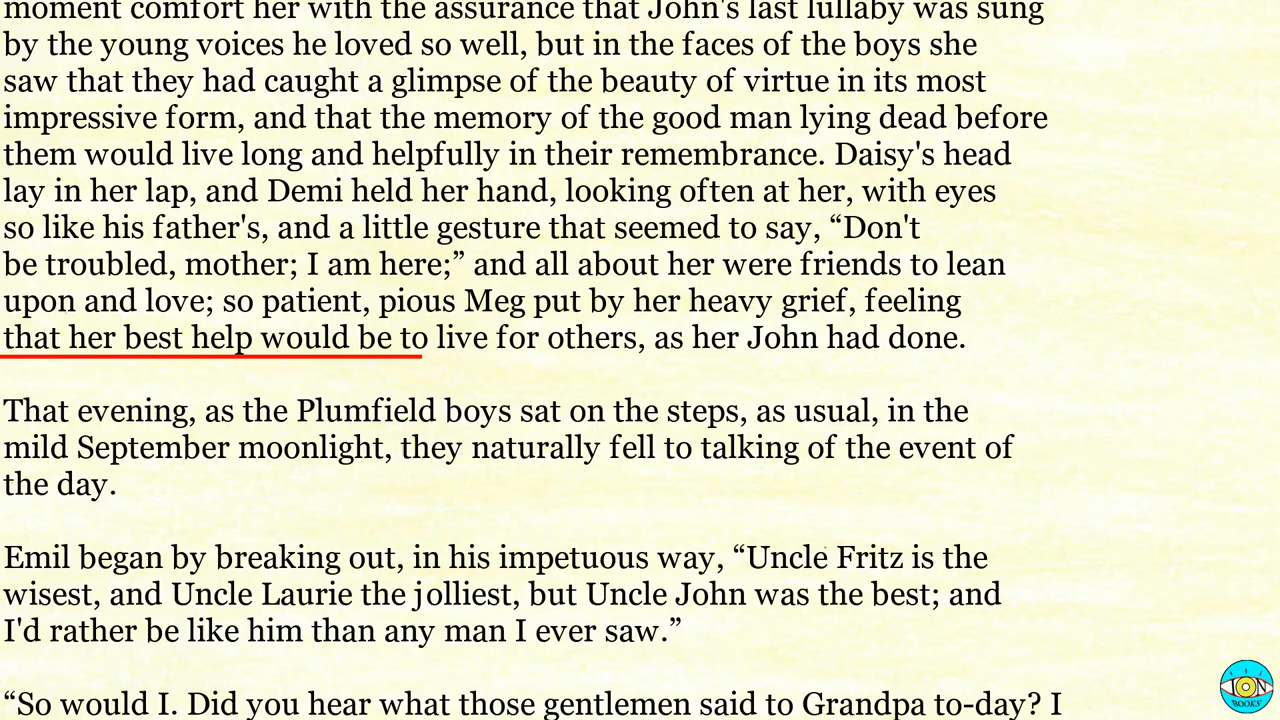 moment comfort her with the assurance that John's last lullaby was sung
by the young voices he loved so well, but in the faces of the boys she
saw that they had caught a glimpse of the beauty of virtue in its most
impressive form, and that the memory of the good man lying dead before
them would live long and helpfully in their remembrance. Daisy's head
lay in her lap, and Demi held her hand, looking often at her, with eyes
so like his father's, and a little gesture that seemed to say, “Don't
be troubled, mother; I am here;” and all about her were friends to lean
upon and love; so patient, pious Meg put by her heavy grief, feeling
that her best help would be to live for others, as her John had done.
That evening, as the Plumfield boys sat on the steps, as usual, in the
mild September moonlight, they naturally fell to talking of the event of
the day.
Emil began by breaking out, in his impetuous way, “Uncle Fritz is the
wisest, and Uncle Laurie the jolliest, but Uncle John was the best; and
I'd rather be like him than any man I ever saw.”
“So would I. Did you hear what those gentlemen said to Grandpa to-day? I
ION
BOOKS